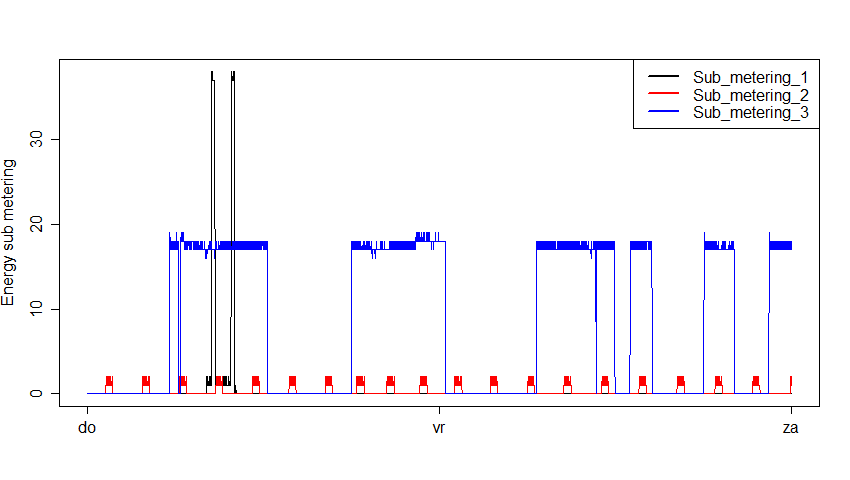 Sub_metering_1
Sub_metering_2
Sub_metering_3
Energy sub metering
30
20
10
0
do vr za